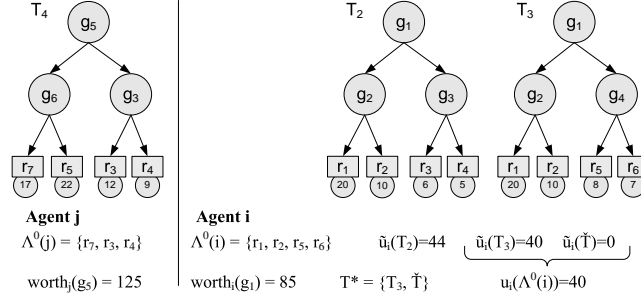 T4 g5 T2 g1 T3 g1
g6 g3 g2 g3 g2 g4
r7 r5 r3 r4 r1 r2 r3 r4 r1 r2 r5 r6
17 22 12 9 20 10 6 5 20 10 8 7
Agent j Agent i
Λ⁰(j) = {r7, r3, r4} Λ⁰(i) = {r1, r2, r5, r6} ũi(T2)=44 ũi(T3)=40 ũi(Ť)=0
worthj(g5) = 125 worthi(g1) = 85 T* = {T3, Ť} ui(Λ⁰(i))=40